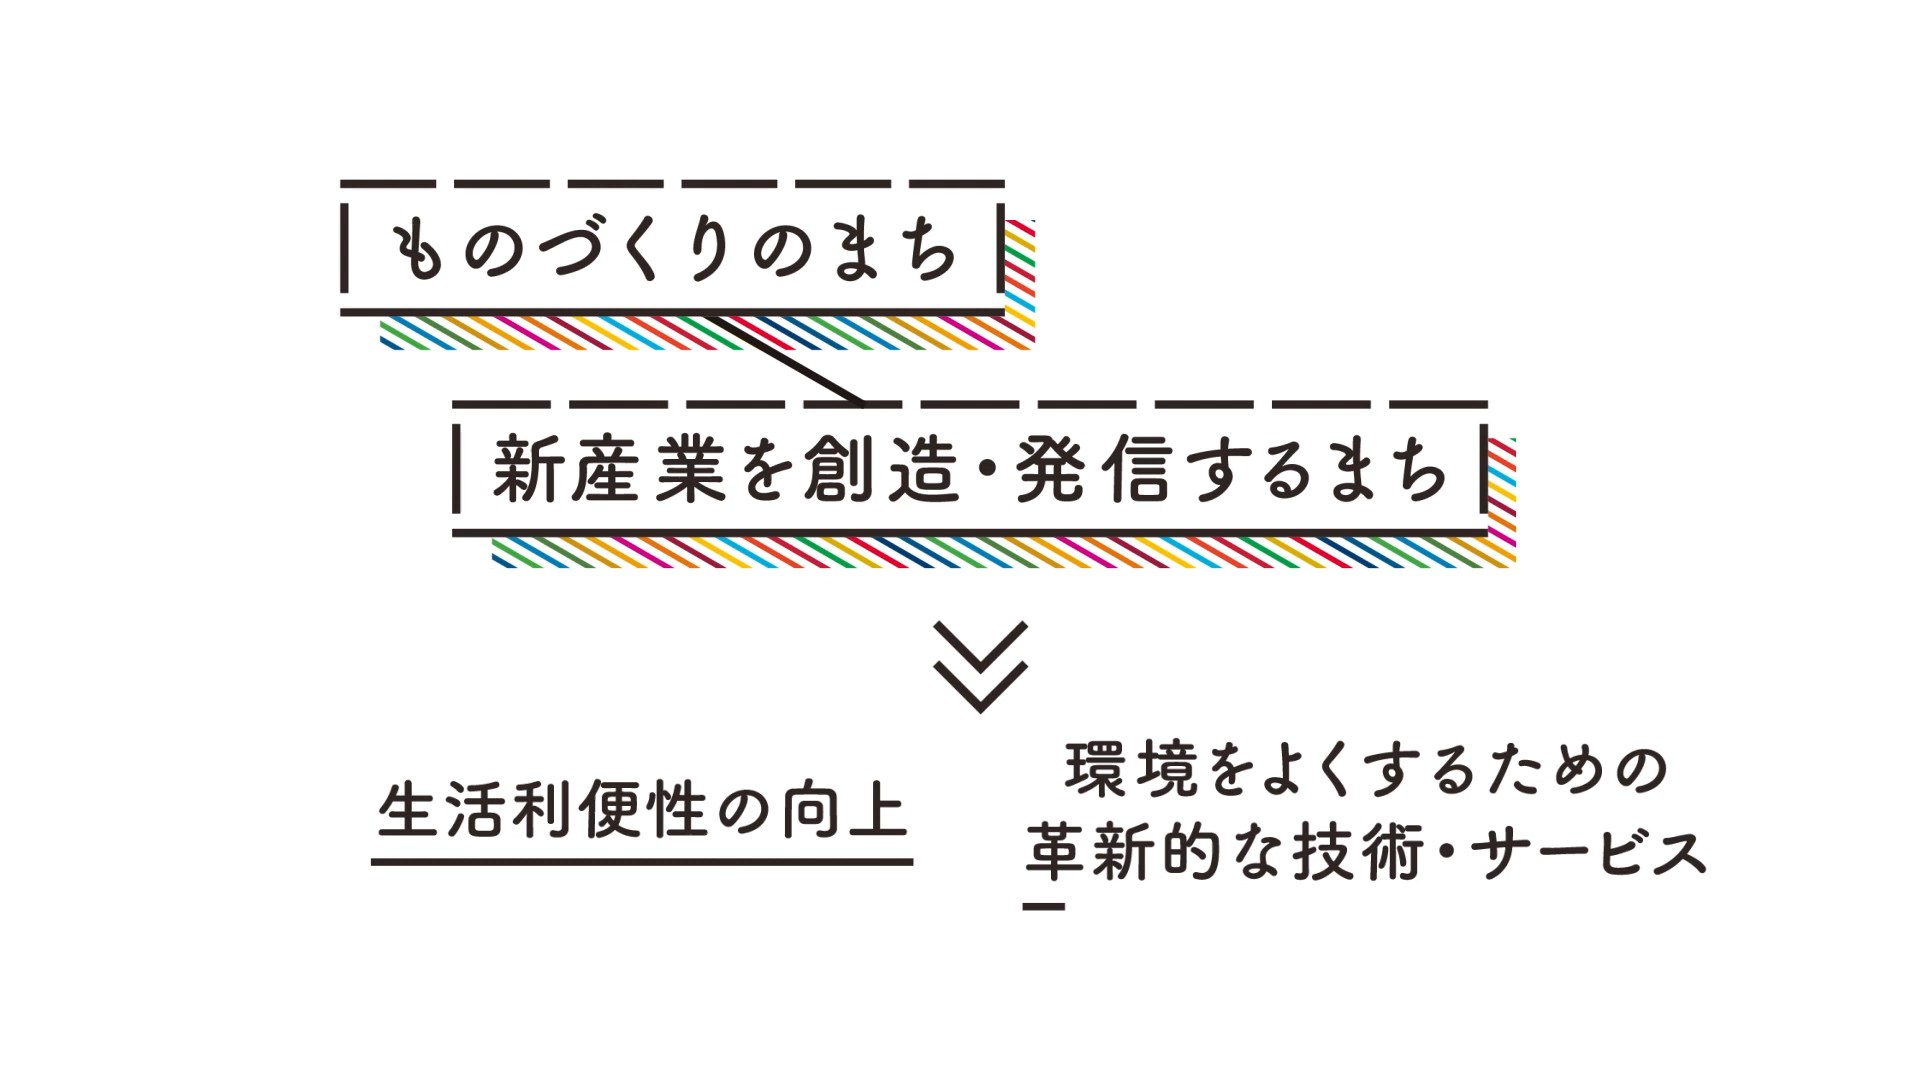 ものづくりのまち
新産業を創造・発信するまち
生活利便性の向上
環境をよくするための
革新的な技術・サービス